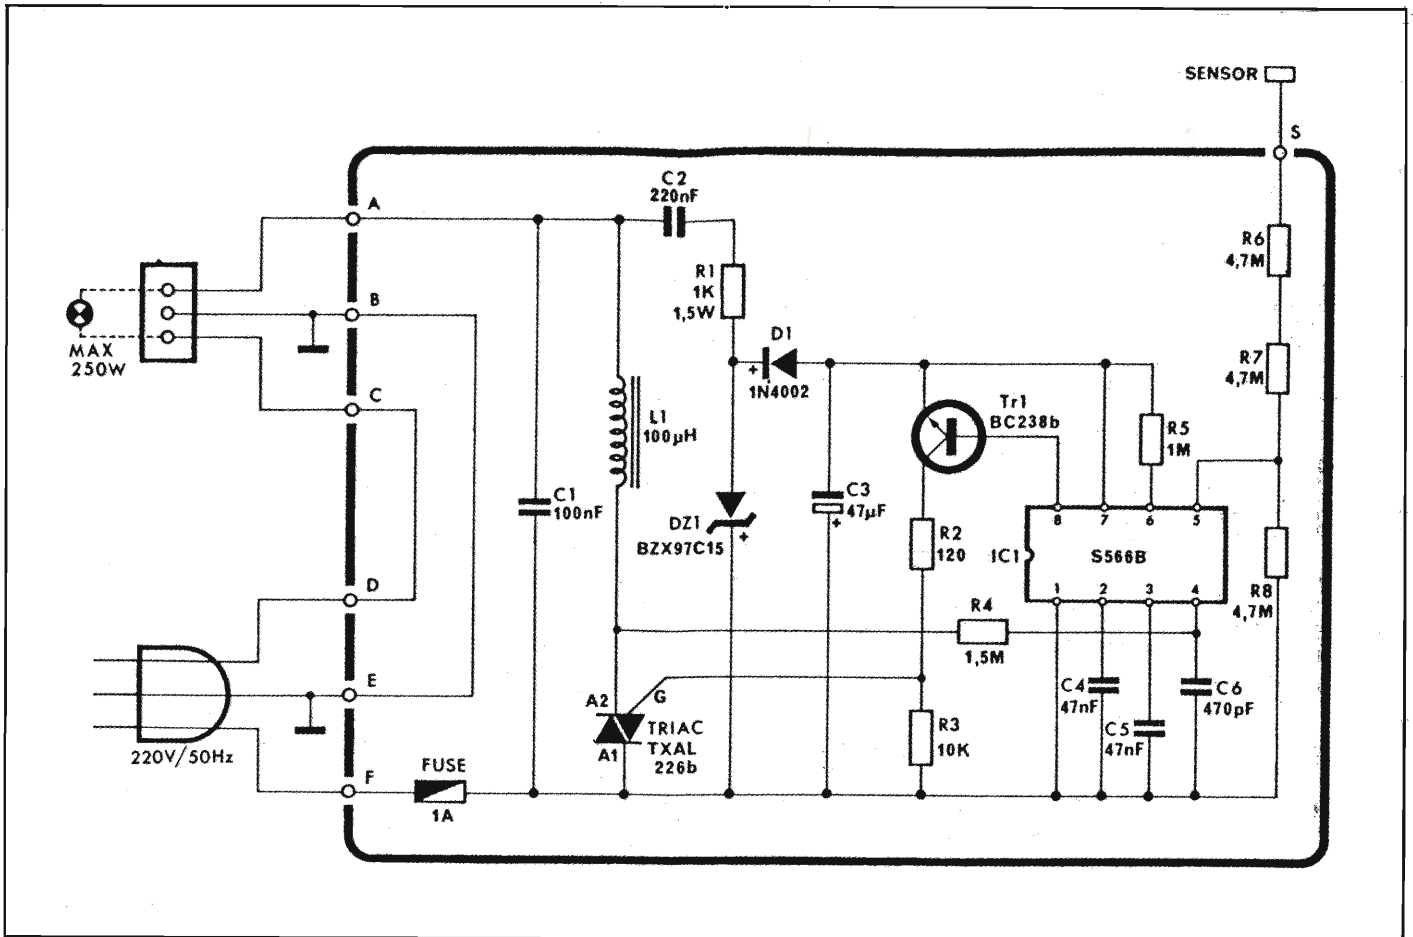 SENSOR
S
C2
220nF
A
R6
4,7M
B
R1
1K
1,5W
D1
+
1N4002
MAX
250W
R7
4,7M
C
Tr1
BC238b
L1
100µH
R5
1M
C1
100nF
C3
47µF
+
DZ1
+
BZX97C15
8 7 6 5
R2
120
IC1
S566B
1 2 3 4
R8
4,7M
D
R4
1,5M
E
A2
G
TRIAC
TXAL
226b
A1
C4
47nF
C6
470pF
C5
47nF
R3
10K
220V/50Hz
F
FUSE
1A